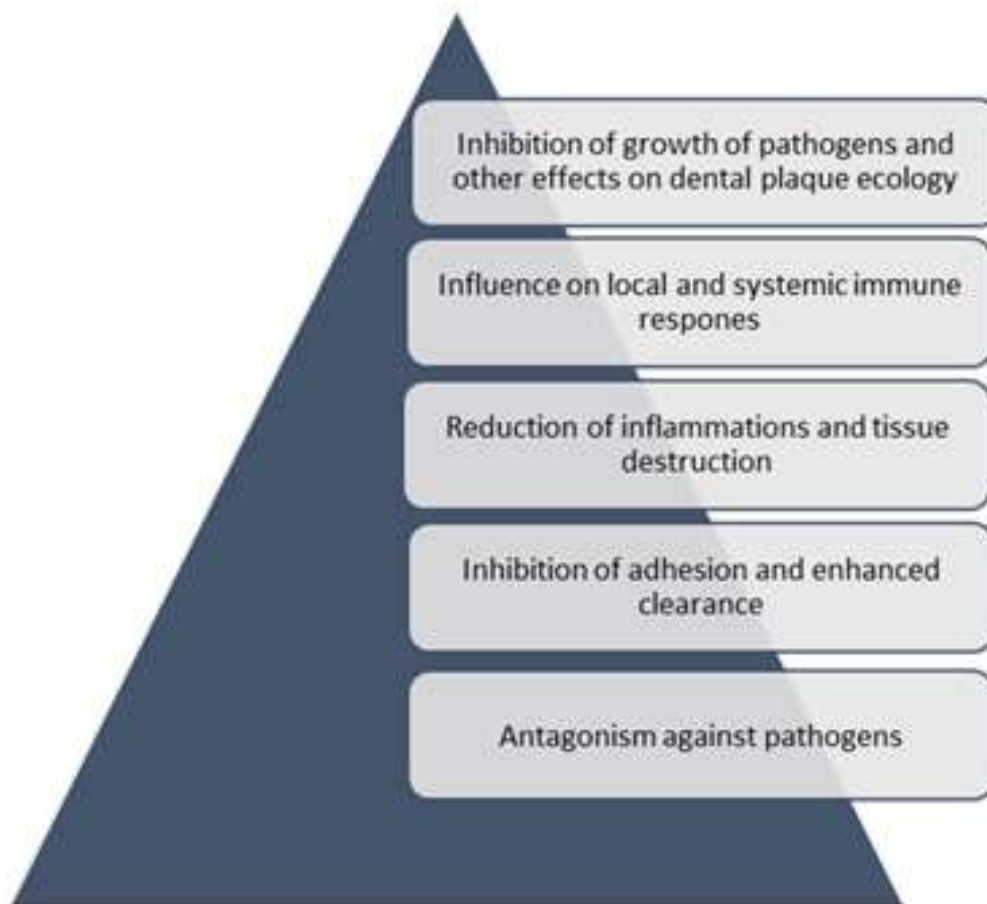 Inhibition of growth of pathogens and
other effects on dental plaque ecology
Influence on local and systemic immune
respones
Reduction of inflammations and tissue
destruction
Inhibition of adhesion and enhanced
clearance
Antagonism against pathogens